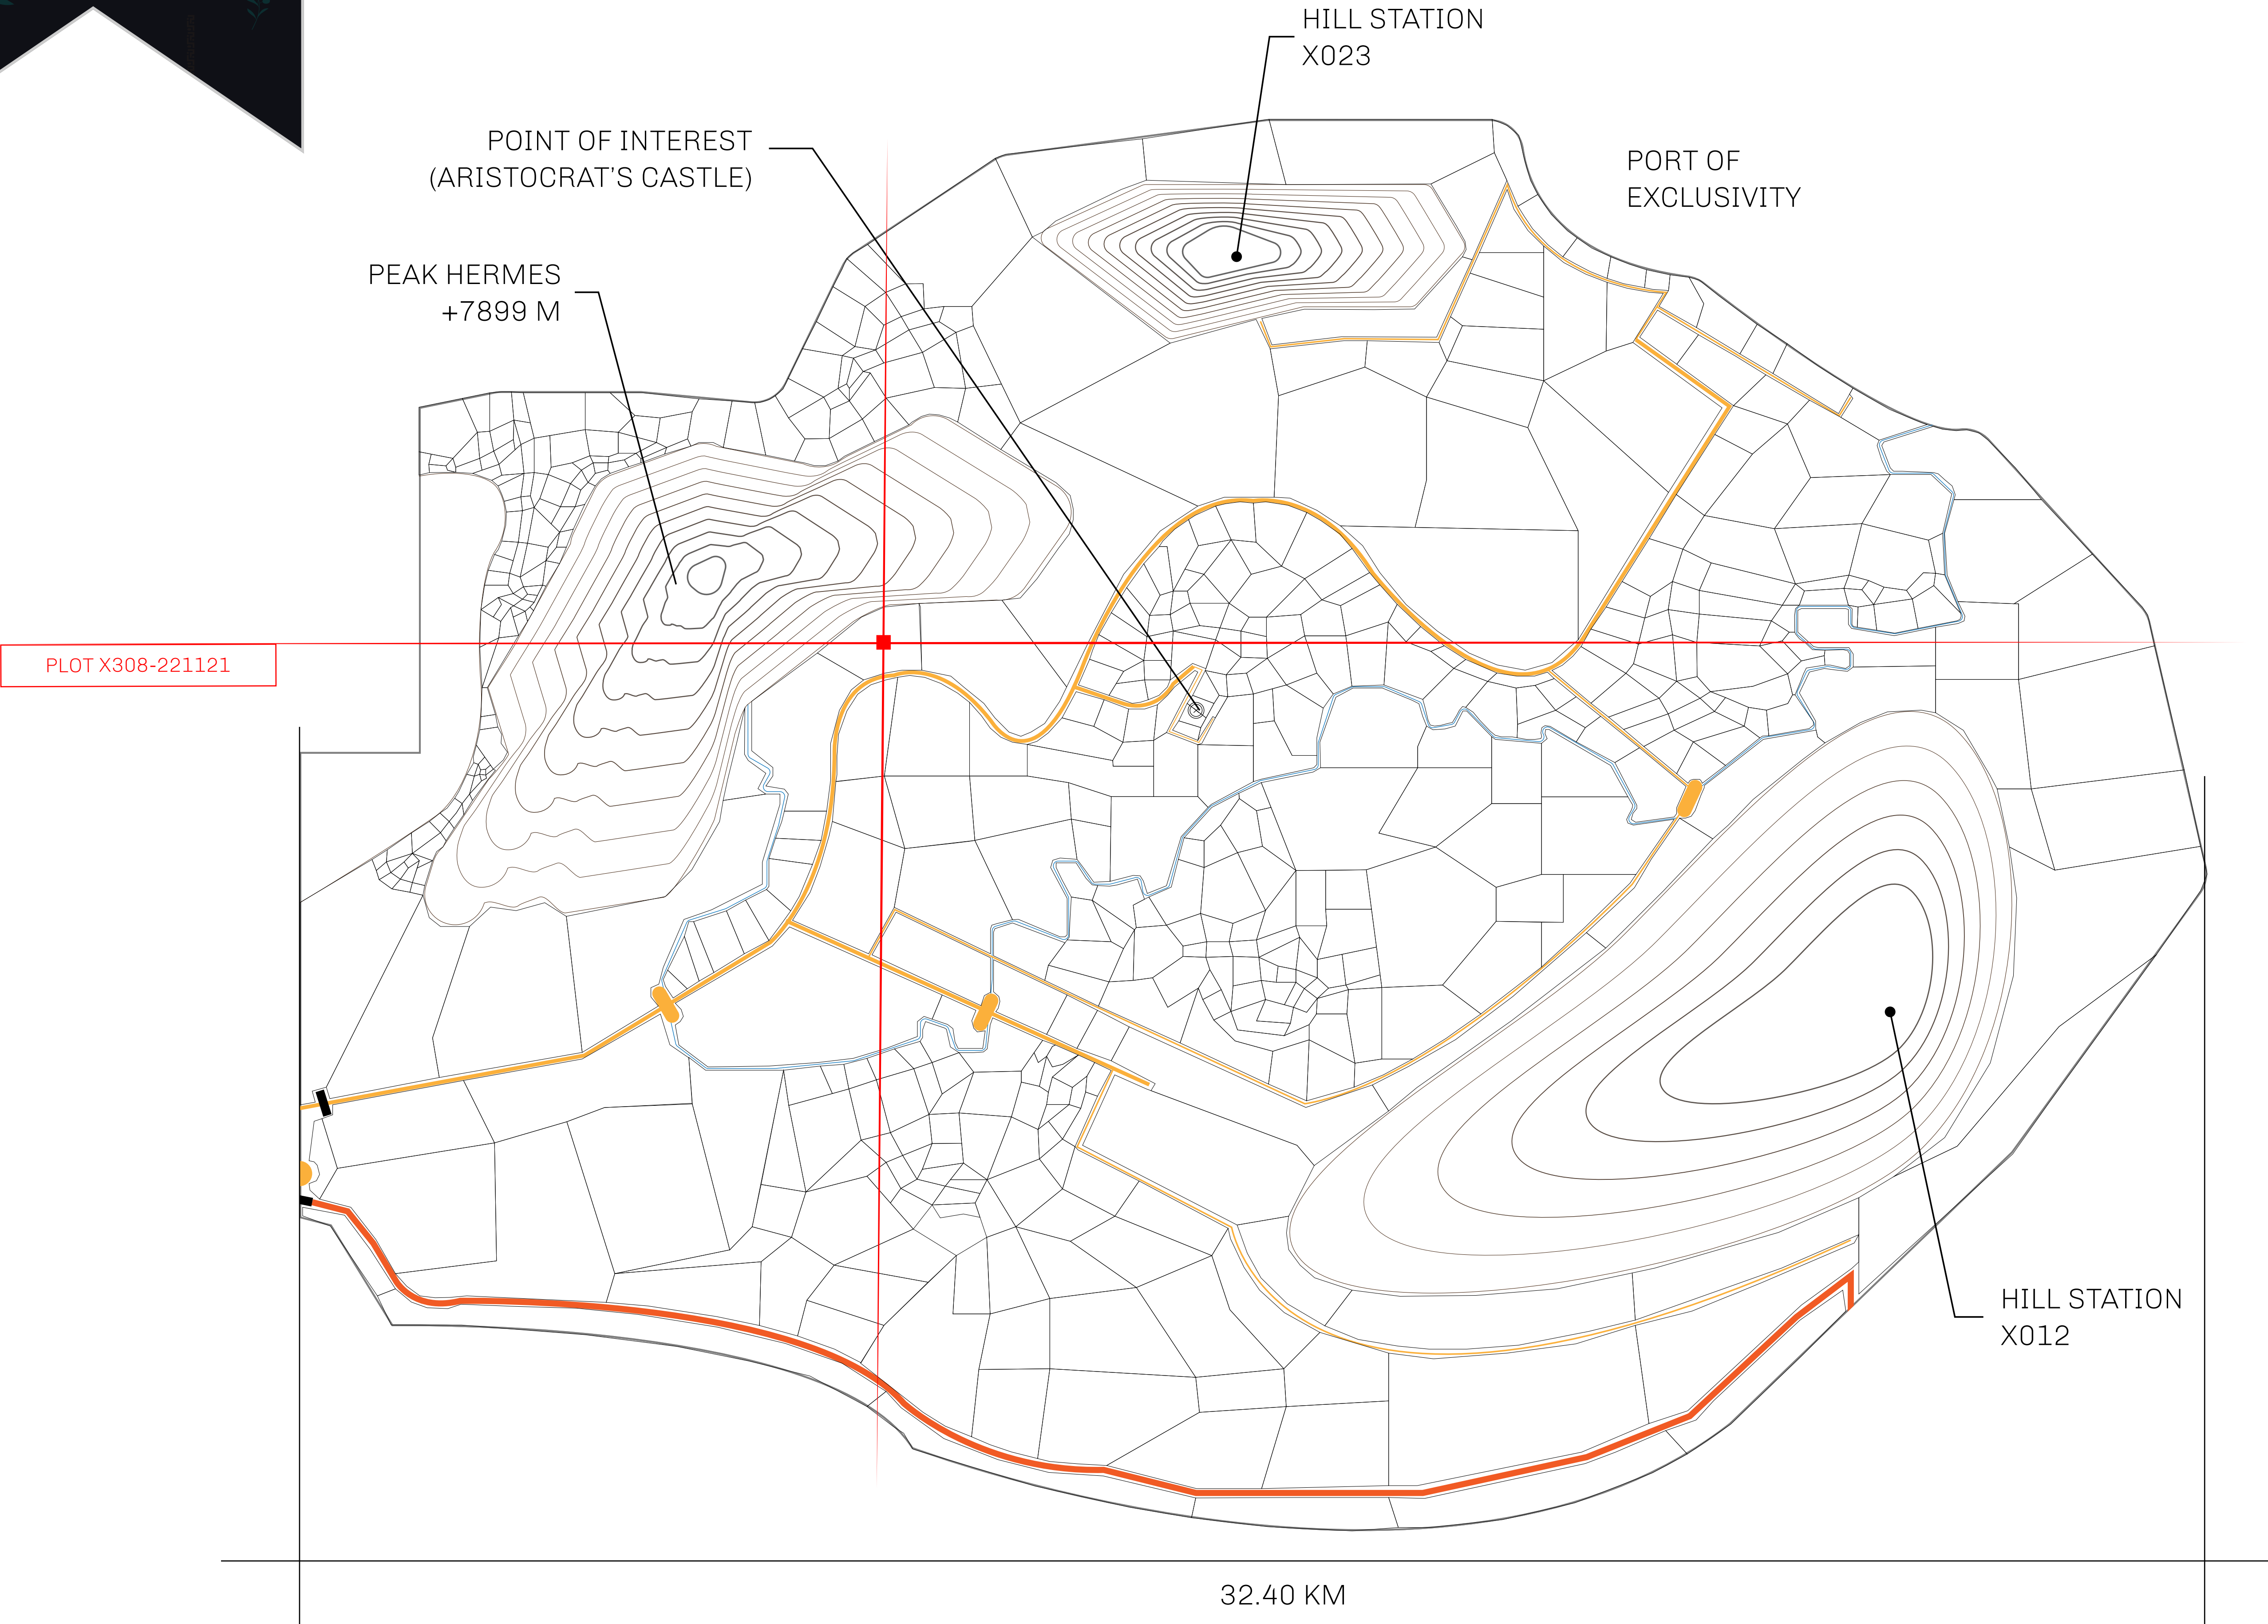 HILL STATION
X023
POINT OF INTEREST
(ARISTOCRAT'S CASTLE)
PORT OF
EXCLUSIVITY
PEAK HERMES
+7899 M
PLOT X308-221121
HILL STATION
X012
32.40 KM